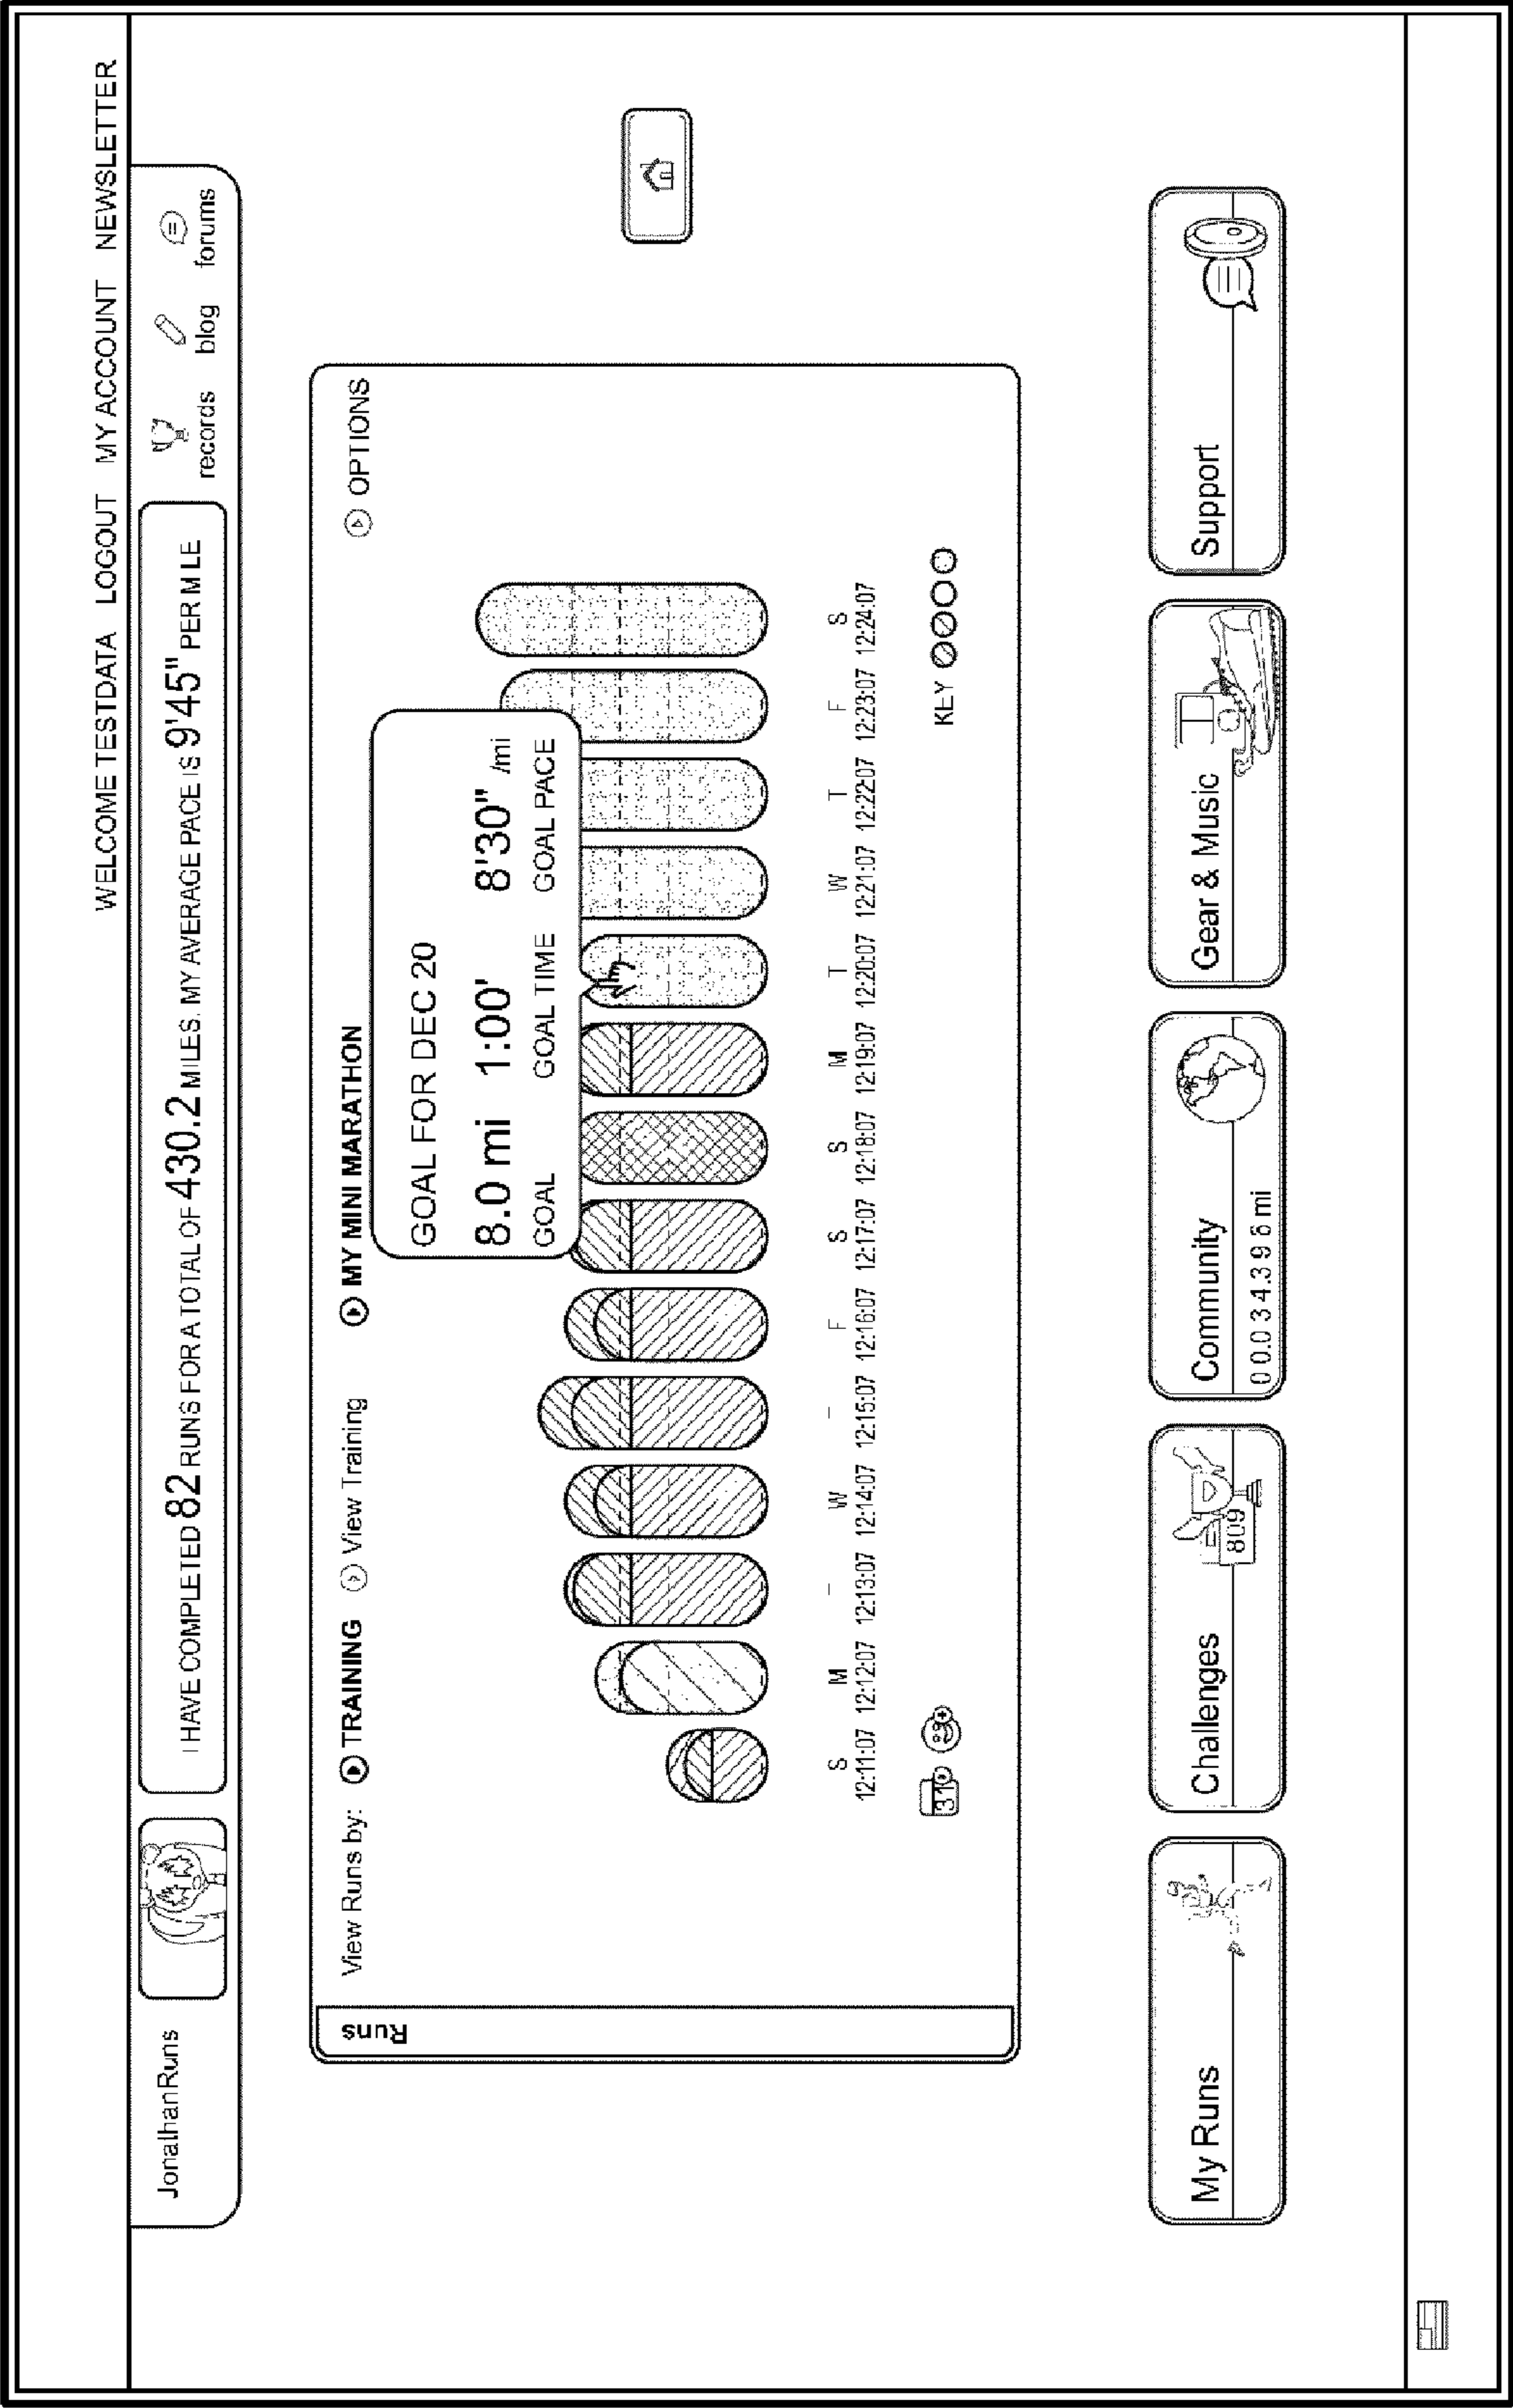 WELCOME TESTDATA LOGOUT MY ACCOUNT NEWSLETTER
JonalhanRuns
I HAVE COMPLETED 82 RUNS FOR A TOTAL OF 430.2 MILES. MY AVERAGE PACE IS 9'45" PER M LE
records blog forums
Runs
View Runs by: TRAINING View Training MY MINI MARATHON OPTIONS
GOAL FOR DEC 20
8.0 mi 1:00' 8'30" /mi
GOAL GOAL TIME GOAL PACE
S M W F S S M T W T F S
12:11:07 12:12:07 12:13:07 12:14:07 12:15:07 12:16:07 12:17:07 12:18:07 12:19:07 12:20:07 12:21:07 12:22:07 12:23:07 12:24:07
31 KEY
My Runs
Challenges
809
Community
0 0.0 3 4.3 9 6 mi
Gear & Music
Support